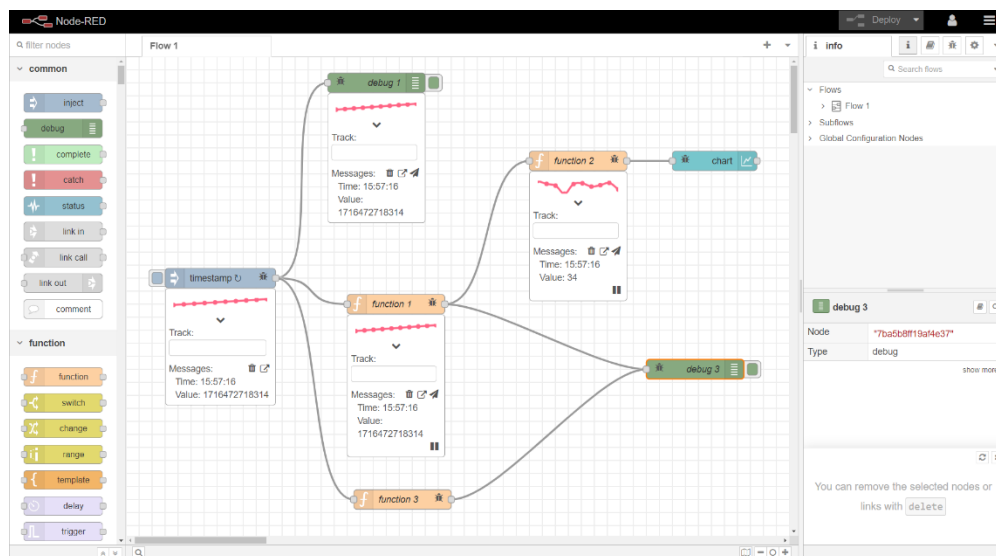 Node-RED
Deploy
filter nodes
Flow 1
info
common
inject
debug
complete
catch
status
link in
link call
link out
comment
function
function
switch
change
range
template
delay
trigger
debug 1
Track:
Messages:
Time: 15:57:16
Value:
1716472718314
function 2
Track:
Messages:
Time: 15:57:16
Value: 34
chart
timestamp ↻
Track:
Messages:
Time: 15:57:16
Value: 1716472718314
function 1
Track:
Messages:
Time: 15:57:16
Value:
1716472718314
debug 3
function 3
Search flows
Flows
Flow 1
Subflows
Global Configuration Nodes
debug 3
Node "7ba5b8ff19af4e37"
Type debug
show more
You can remove the selected nodes or
links with delete